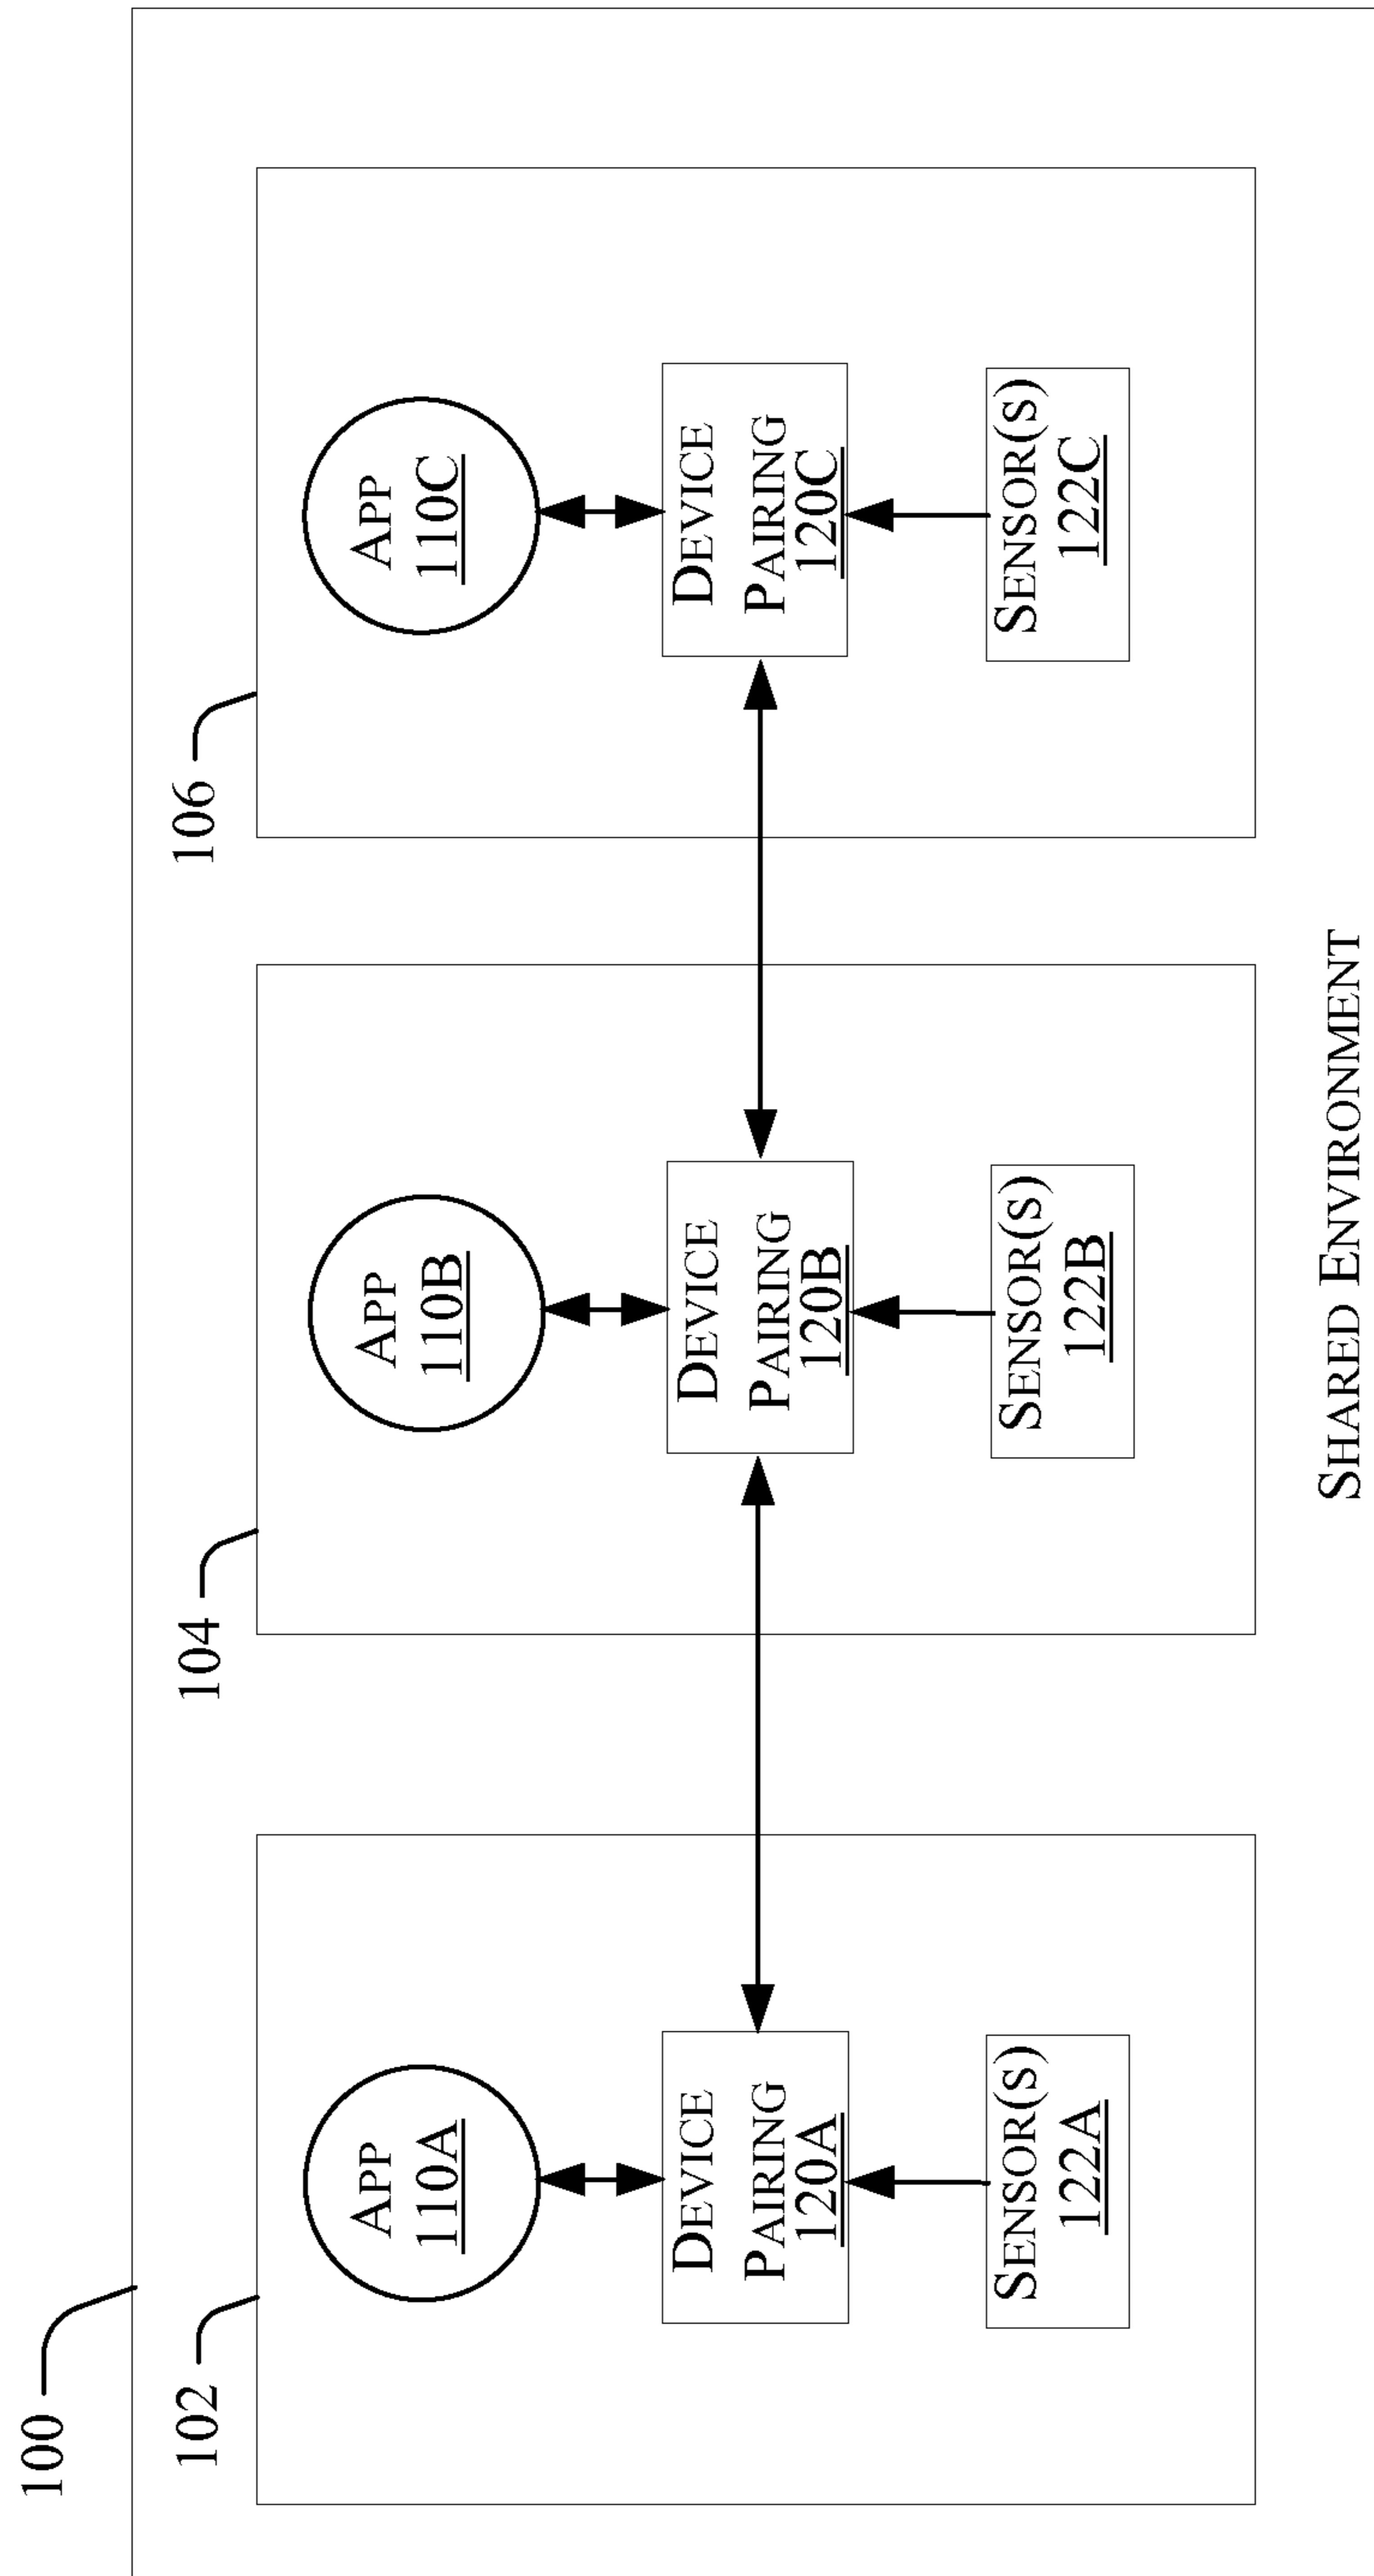 100
102
104
106
APP
110A
APP
110B
APP
110C
DEVICE
PAIRING
120A
DEVICE
PAIRING
120B
DEVICE
PAIRING
120C
SENSOR(S)
122A
SENSOR(S)
122B
SENSOR(S)
122C
SHARED ENVIRONMENT